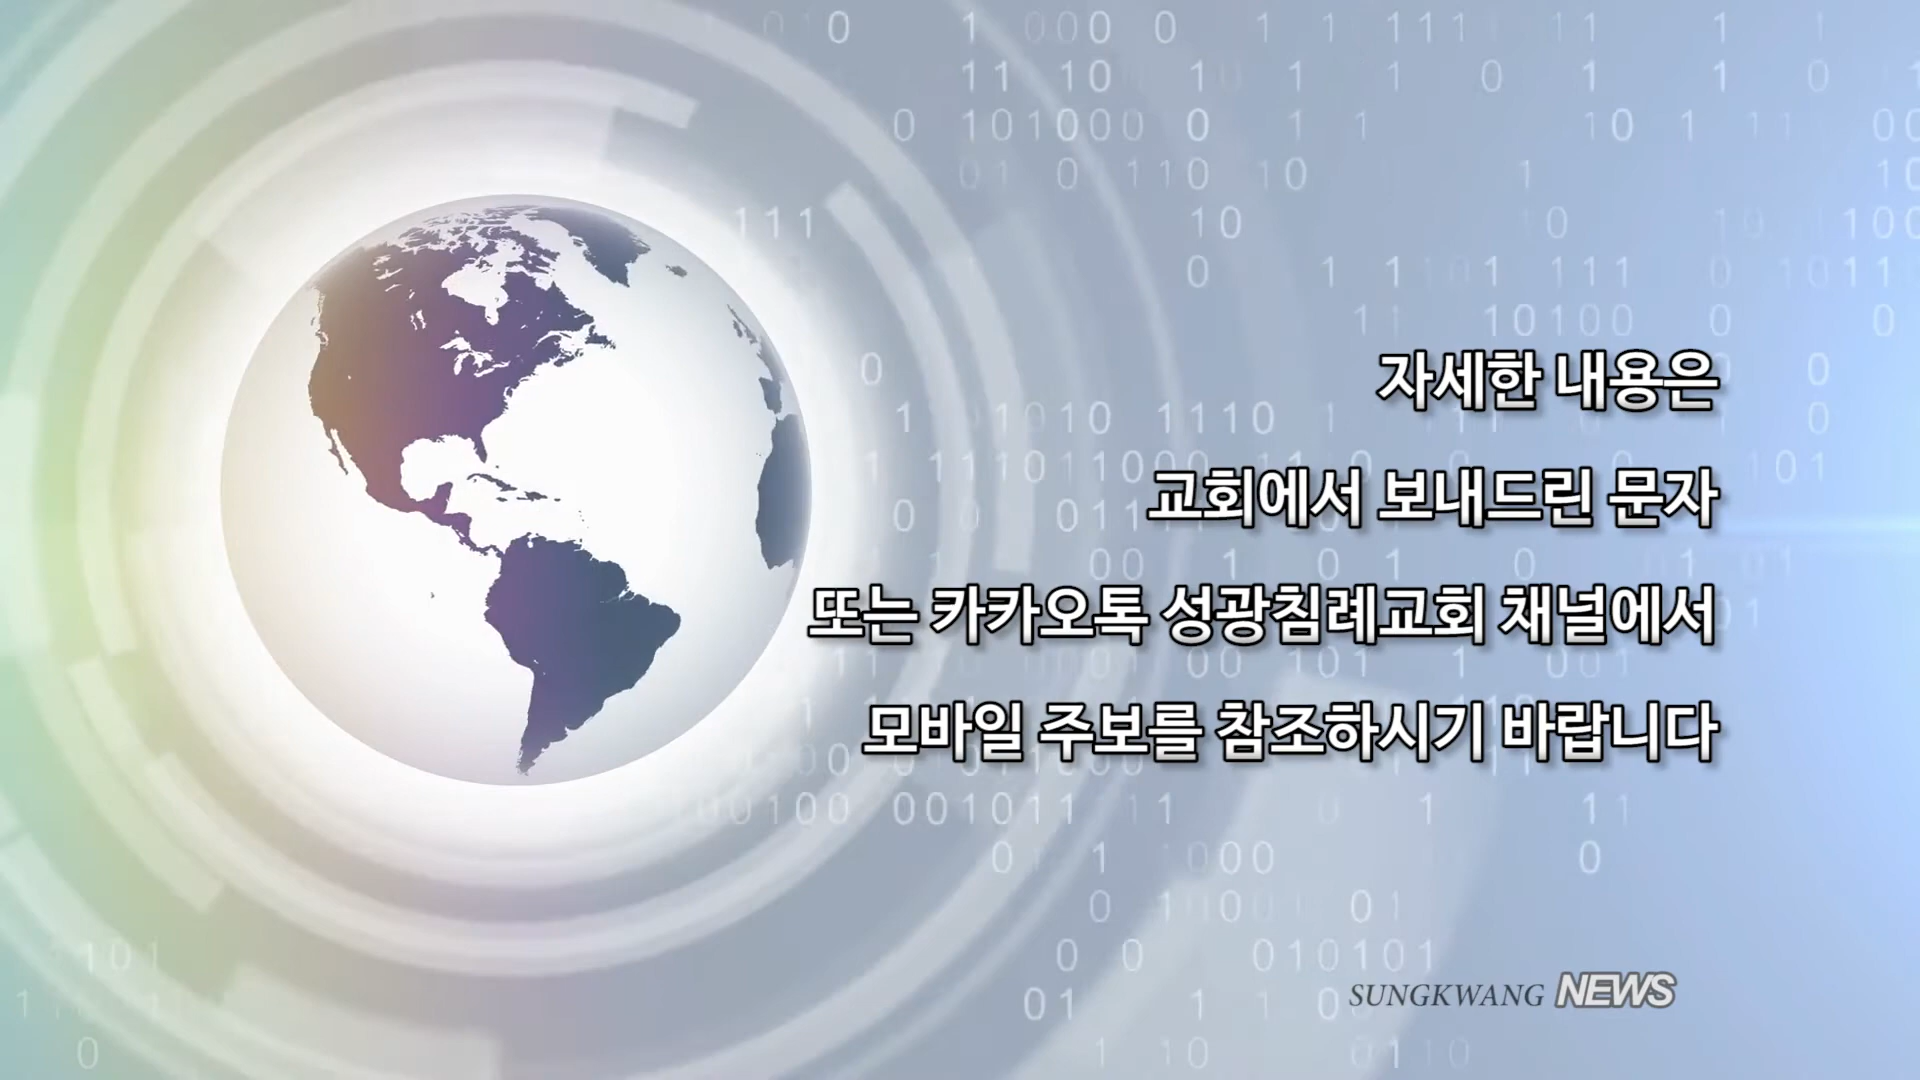 자세한 내용은
교회에서 보내드린 문자
또는 카카오톡 성광침례교회 채널에서
모바일 주보를 참조하시기 바랍니다
SUNGKWANG NEWS